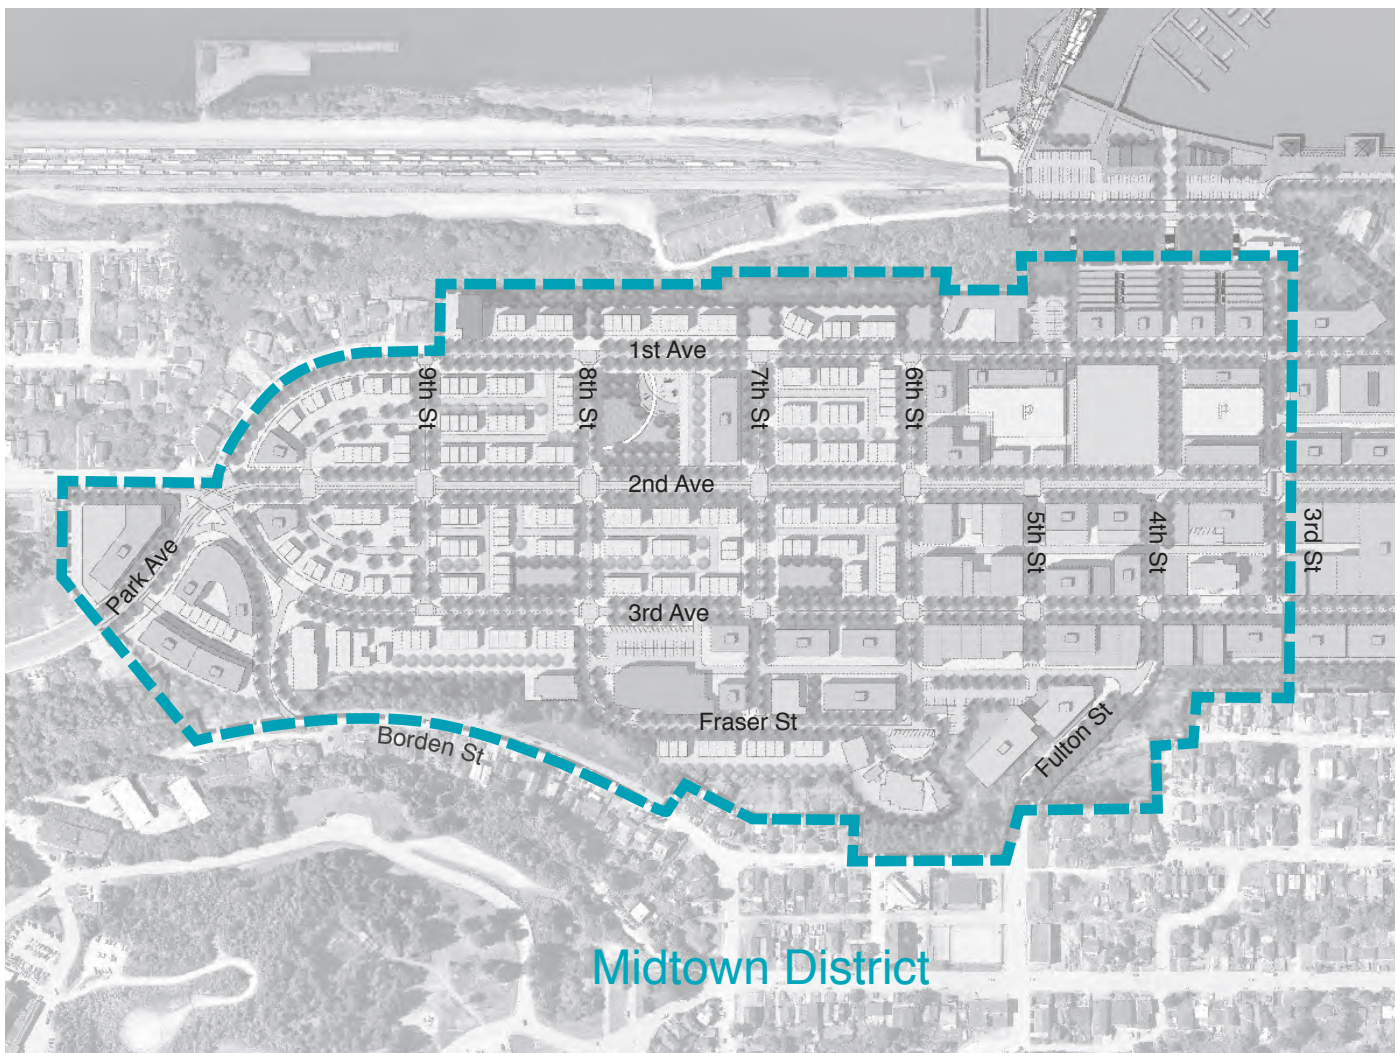 1st Ave
9th St
8th St
7th St
6th St
P
P
2nd Ave
5th St
4th St
3rd St
Park Ave
3rd Ave
Fraser St
Borden St
Fulton St
Midtown District